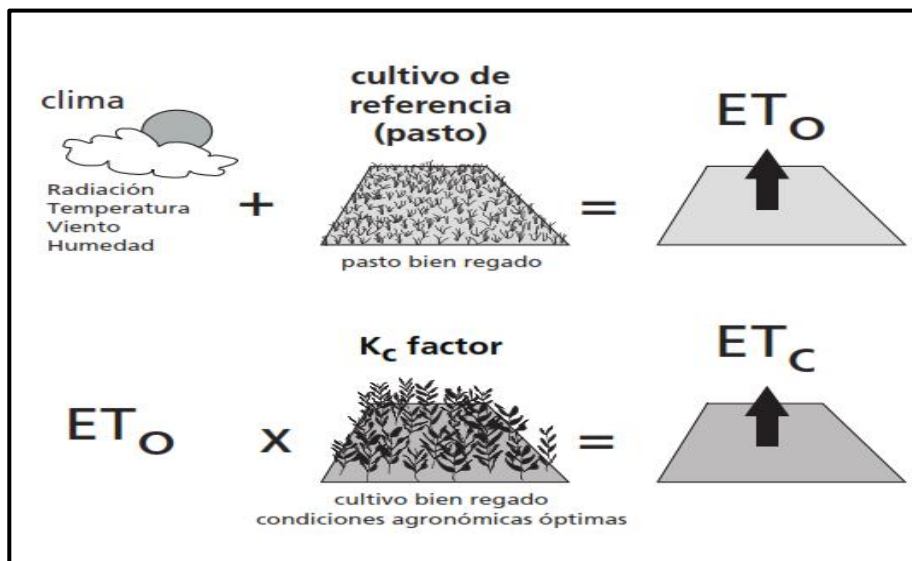 clima
Radiación
Temperatura
Viento
Humedad
+
cultivo de
referencia
(pasto)
pasto bien regado
=
ETO
ETO
x
Kc factor
cultivo bien regado
condiciones agronómicas óptimas
=
ETC